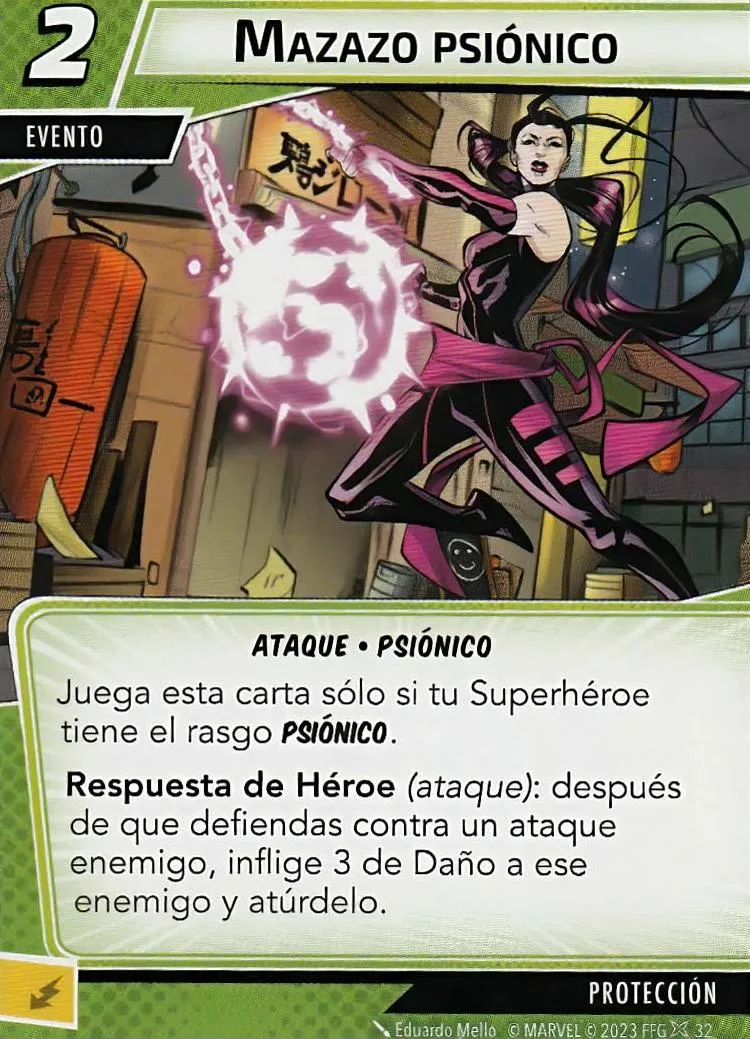 2
MAZAZO PSIÓNICO
EVENTO
ATAQUE • PSIÓNICO
Juega esta carta sólo si tu Superhéroe
tiene el rasgo PSIÓNICO.
Respuesta de Héroe (ataque): después
de que defiendas contra un ataque
enemigo, inflige 3 de Daño a ese
enemigo y atúrdelo.
PROTECCIÓN
Eduardo Mello © MARVEL © 2023 FFG 32